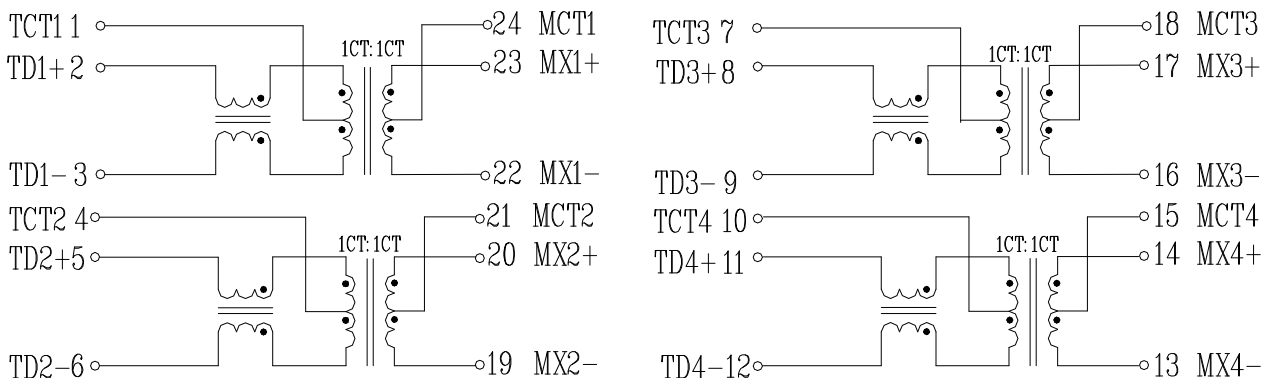 TCT1 1
1CT:1CT
24 MCT1
TD1+ 2
23 MX1+
TD1- 3
22 MX1-
TCT2 4
1CT:1CT
21 MCT2
TD2+5
20 MX2+
TD2-6
19 MX2-
TCT3 7
1CT:1CT
18 MCT3
TD3+ 8
17 MX3+
TD3- 9
16 MX3-
TCT4 10
1CT:1CT
15 MCT4
TD4+ 11
14 MX4+
TD4-12
13 MX4-